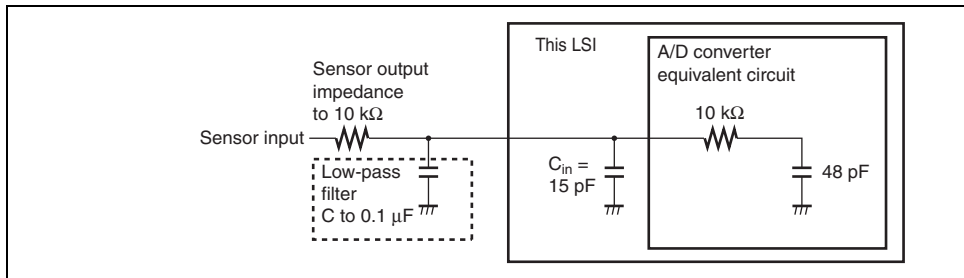 This LSI
A/D converter
equivalent circuit
Sensor output
impedance
to 10 kΩ
10 kΩ
Sensor input
Low-pass
filter
C to 0.1 μF
Cin =
15 pF
48 pF